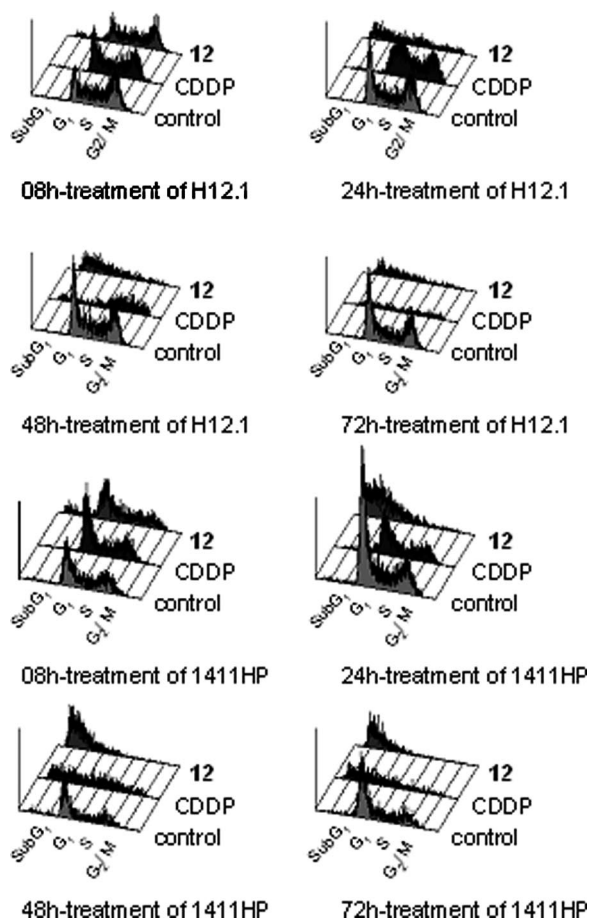 12
CDDP
control
SubG1
G1
S
G2/ M
08h-treatment of H12.1
12
CDDP
control
SubG1
G1
S
G2/ M
24h-treatment of H12.1
12
CDDP
control
SubG1
G1
S
G2/ M
48h-treatment of H12.1
12
CDDP
control
SubG1
G1
S
G2/ M
72h-treatment of H12.1
12
CDDP
control
SubG1
G1
S
G2/ M
08h-treatment of 1411HP
12
CDDP
control
SubG1
G1
S
G2/ M
24h-treatment of 1411HP
12
CDDP
control
SubG1
G1
S
G2/ M
48h-treatment of 1411HP
12
CDDP
control
SubG1
G1
S
G2/ M
72h-treatment of 1411HP